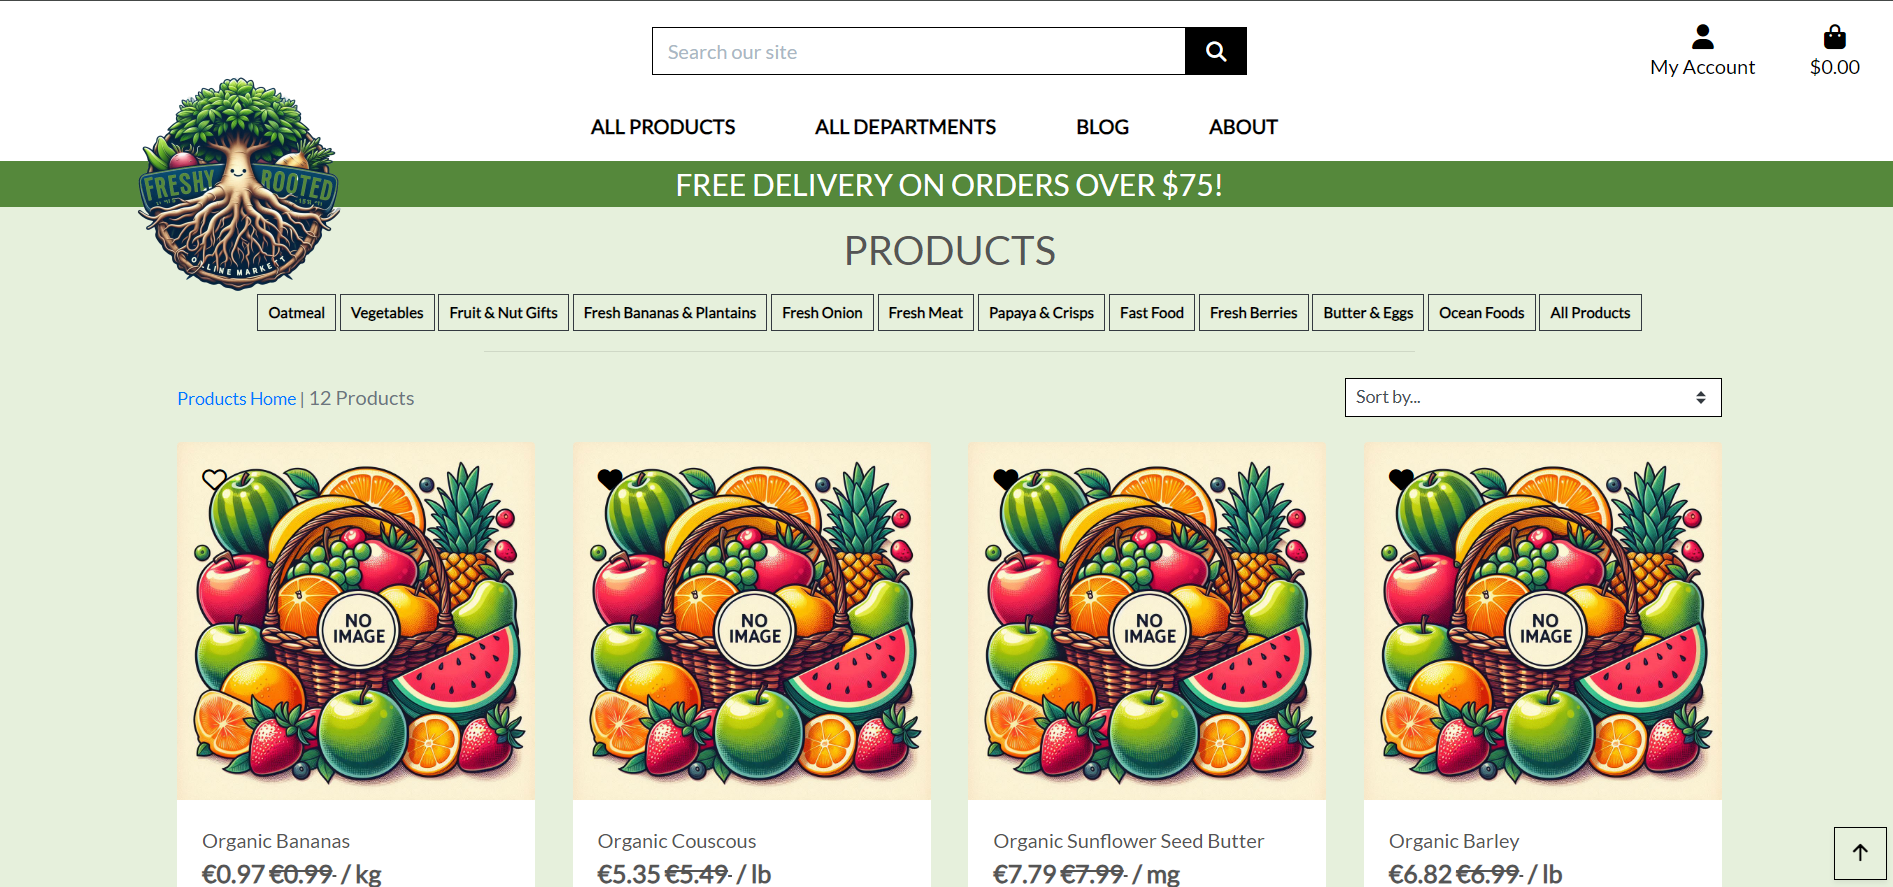 Search our site
My Account
$0.00
ALL PRODUCTS ALL DEPARTMENTS BLOG ABOUT
FRESHY ROOTED
ONLINE MARKETT
FREE DELIVERY ON ORDERS OVER $75!
PRODUCTS
Oatmeal Vegetables Fruit & Nut Gifts Fresh Bananas & Plantains Fresh Onion Fresh Meat Papaya & Crisps Fast Food Fresh Berries Butter & Eggs Ocean Foods All Products
Products Home | 12 Products
Sort by...
NO
IMAGE
NO
IMAGE
NO
IMAGE
NO
IMAGE
Organic Bananas
€0.97 €0.99 / kg
Organic Couscous
€5.35 €5.49 / lb
Organic Sunflower Seed Butter
€7.79 €7.99 / mg
Organic Barley
€6.82 €6.99 / lb